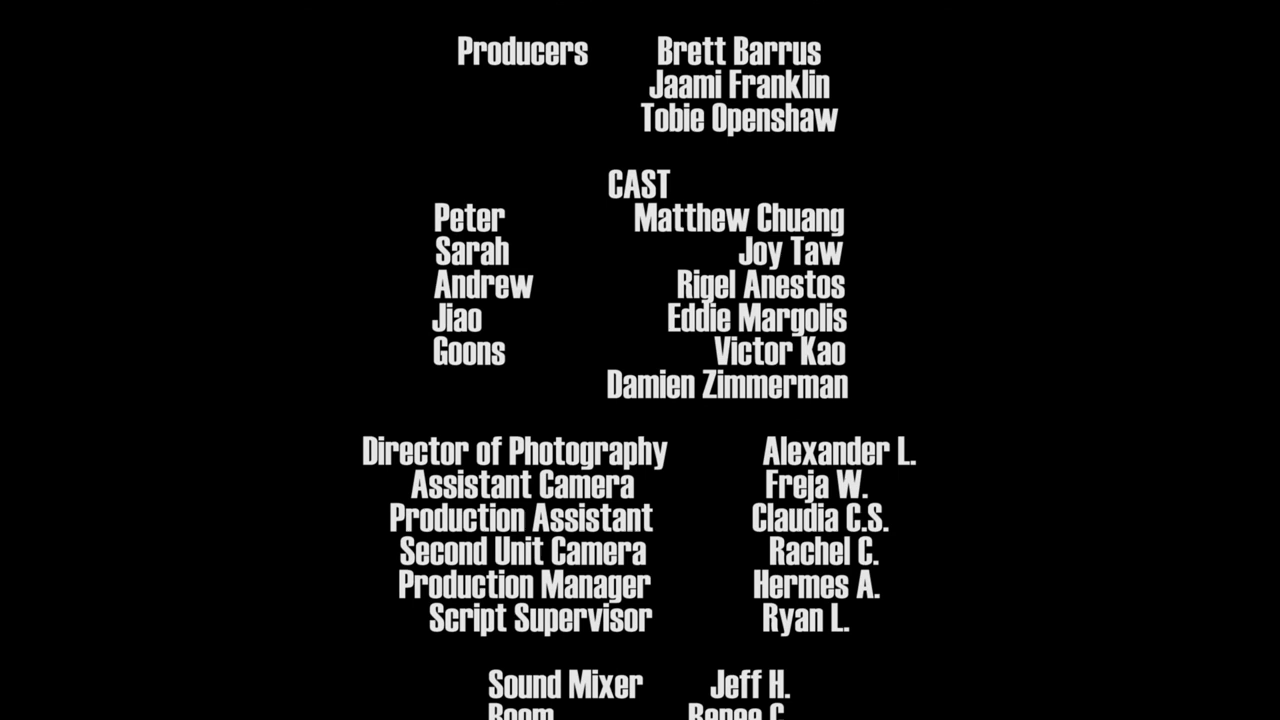 Producers Brett Barrus
Jaami Franklin
Tobie Openshaw
CAST
Peter Matthew Chuang
Sarah Joy Taw
Andrew Rigel Anestos
Jiao Eddie Margolis
Goons Victor Kao
Damien Zimmerman
Director of Photography Alexander L.
Assistant Camera Freja W.
Production Assistant Claudia C.S.
Second Unit Camera Rachel C.
Production Manager Hermes A.
Script Supervisor Ryan L.
Sound Mixer Jeff H.